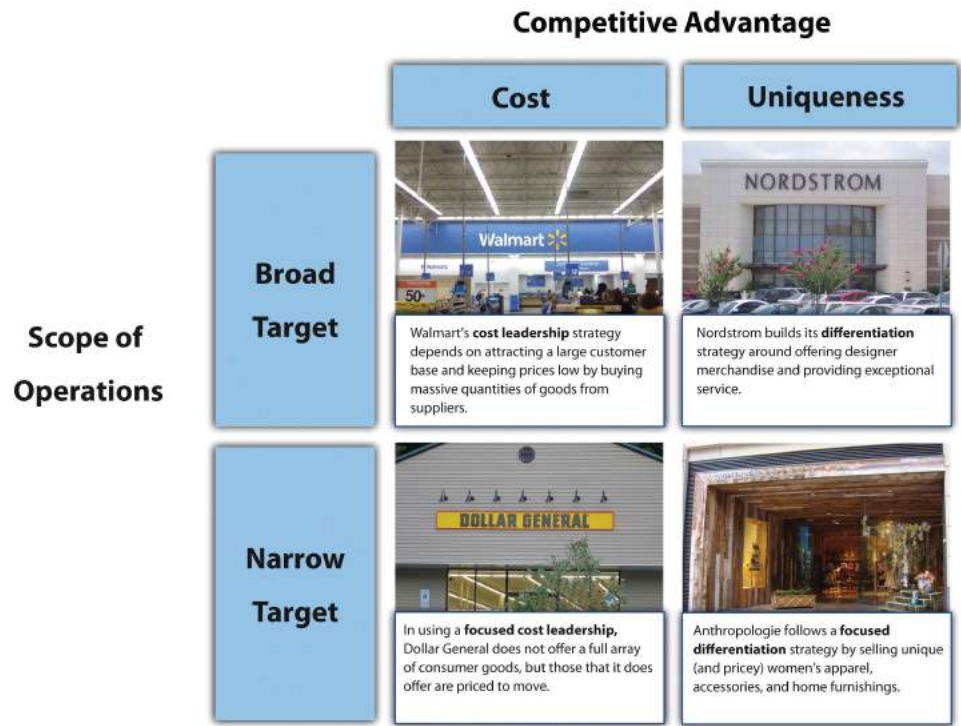 Competitive Advantage
Cost
Uniqueness
Scope of
Operations
Broad
Target
Walmart
50
NORDSTROM
Walmart's cost leadership strategy
depends on attracting a large customer
base and keeping prices low by buying
massive quantities of goods from
suppliers.
Nordstrom builds its differentiation
strategy around offering designer
merchandise and providing exceptional
service.
Narrow
Target
DOLLAR GENERAL
In using a focused cost leadership,
Dollar General does not offer a full array
of consumer goods, but those that it does
offer are priced to move.
Anthropologie follows a focused
differentiation strategy by selling unique
(and pricey) women's apparel,
accessories, and home furnishings.